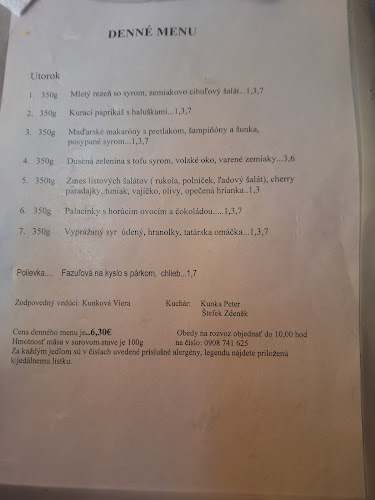 DENNÉ MENU
Utorok
1. 350g Mletý rezeň so syrom, zemiakovo cibuľový šalát...1,3,7
2. 350g Kurací paprikáš s haluškami...1,3,7
3. 350g Maďarské makaróny s pretlakom, šampiňóny a šunka,
posypané syrom...1,3,7
4. 350g Dusená zelenina s tofu syrom, volské oko, varené zemiaky...3,6
5. 350tg Zmes listových šalátov ( rukola, polníček, ľadový šalát), cherry
paradajky..tuniak, vajíčko, olivy, opečená hrianka..1,3
6. 350g Palacinky s horúcim ovocím a čokoládou.....1,3,7
7. 350g Vyprážaný syr údený, hranolky, tatárska omáčka...1,3,7
Polievka.... Fazuľová na kyslo s párkom, chlieb...1,7
Zodpovedný vedúci: Kunková Viera Kuchár: Kunka Peter
Štefek Zdeněk
Cena denného menu je..6,30€ Obedy na rozvoz objednať do 10,00 hod
Hmotnosť mäsa v surovom stave je 100g na číslo: 0908 741 625
Za každým jedlom sú v číslach uvedené príslušné alergény, legendu nájdete priloženú
k jedálnemu lístku.